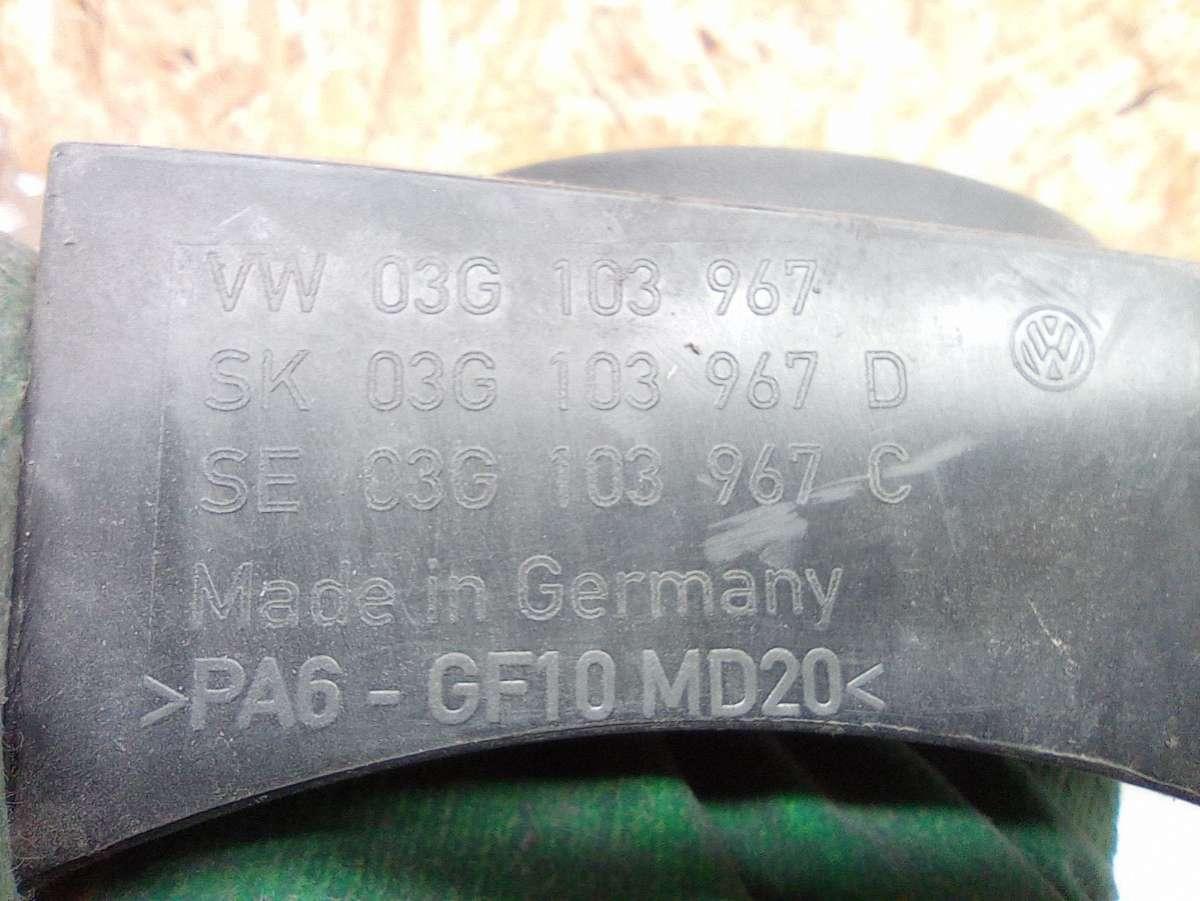 VW 03G 103 967
SK 03G 103 967 D
SE 03G 103 967 C
Made in Germany
>PA6 - GF10 MD20<